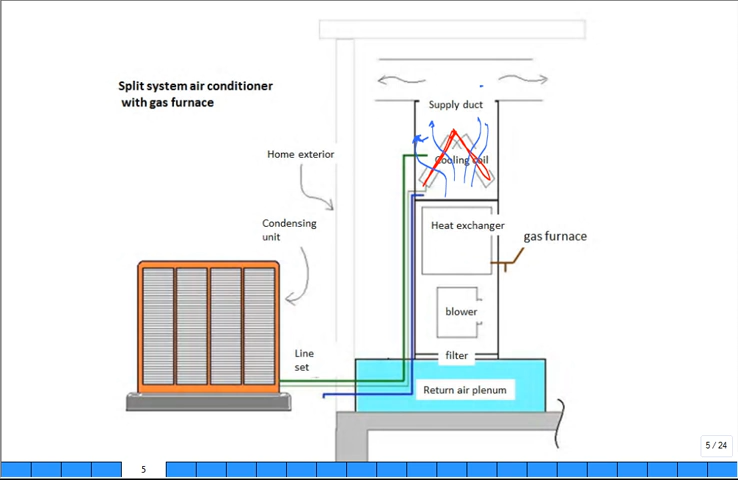 Split system air conditioner
with gas furnace
Supply duct
Home exterior
Cooling coil
Condensing
unit
Heat exchanger
gas furnace
blower
Line
set
filter
Return air plenum
5 / 24
5